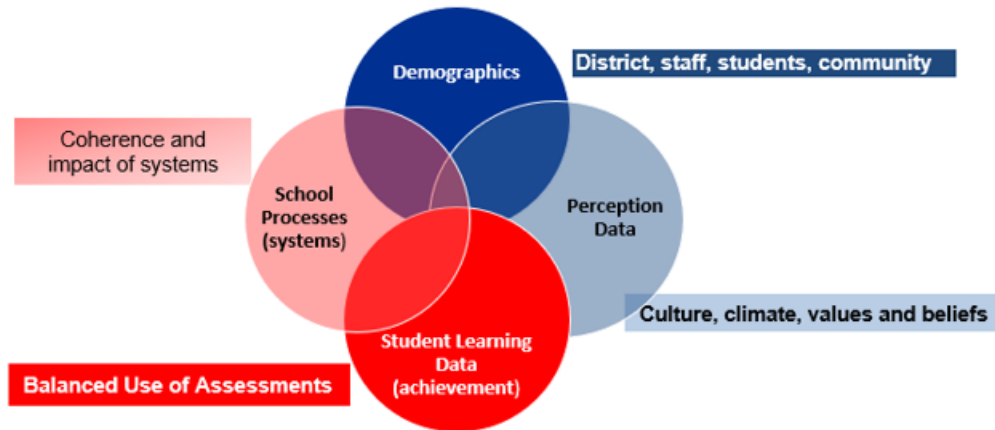 Demographics
District, staff, students, community
Coherence and
impact of systems
School
Processes
(systems)
Perception
Data
Culture, climate, values and beliefs
Student Learning
Data
(achievement)
Balanced Use of Assessments